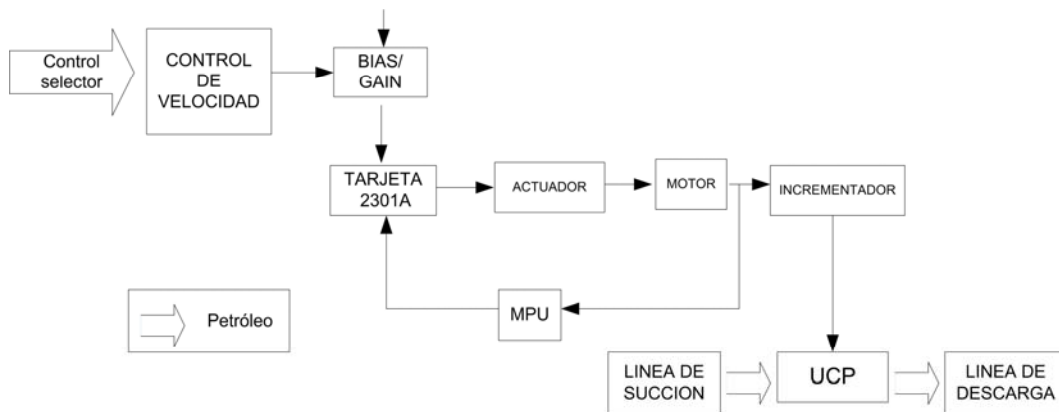 Control
selector
CONTROL
DE
VELOCIDAD
BIAS/
GAIN
TARJETA
2301A
ACTUADOR
MOTOR
INCREMENTADOR
MPU
Petróleo
LINEA DE
SUCCION
UCP
LINEA DE
DESCARGA